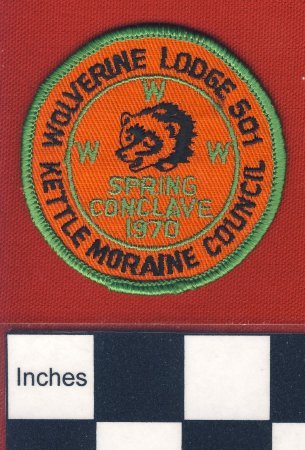 WOLVERINE LODGE 501
W
W W
SPRING
CONCLAVE
1970
KETTLE MORAINE COUNCIL
Inches